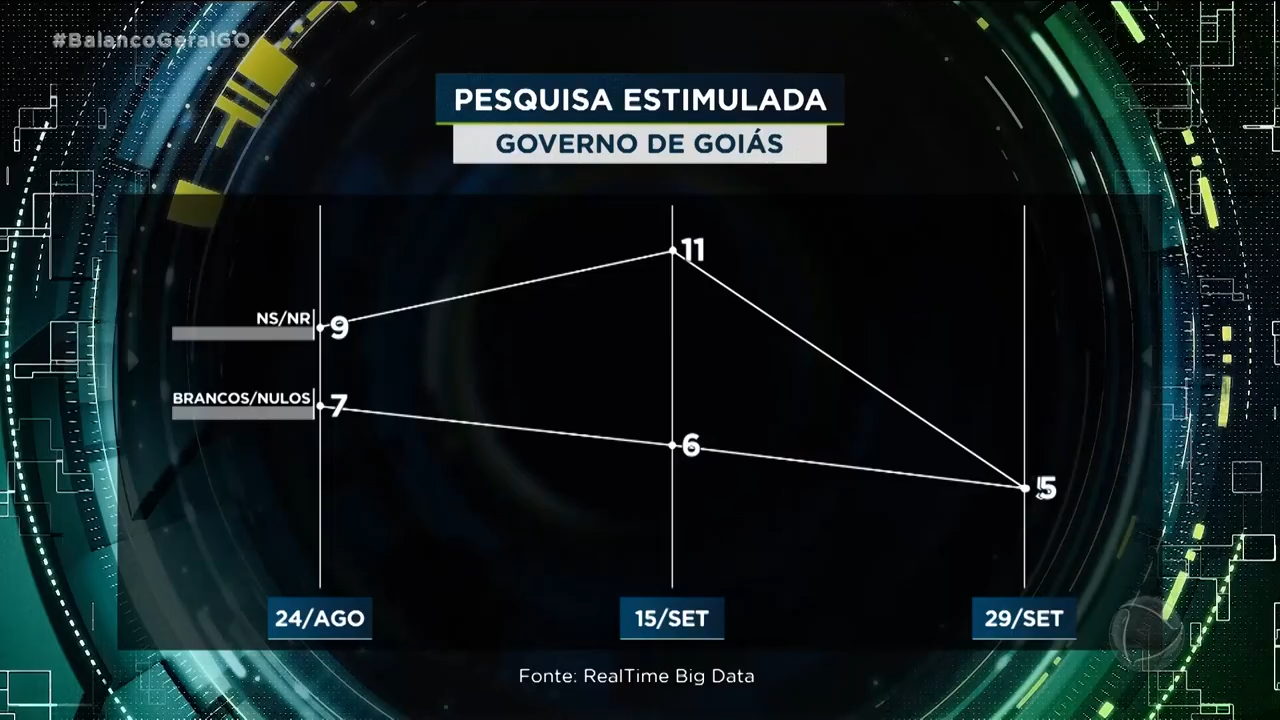 #BalancoGeralGO
PESQUISA ESTIMULADA
GOVERNO DE GOIÁS
11
NS/NR
9
BRANCOS/NULOS
7
6
5
24/AGO
15/SET
29/SET
Fonte: RealTime Big Data